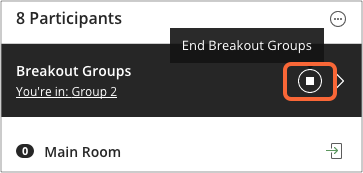 8 Participants
End Breakout Groups
Breakout Groups
You're in: Group 2
0 Main Room